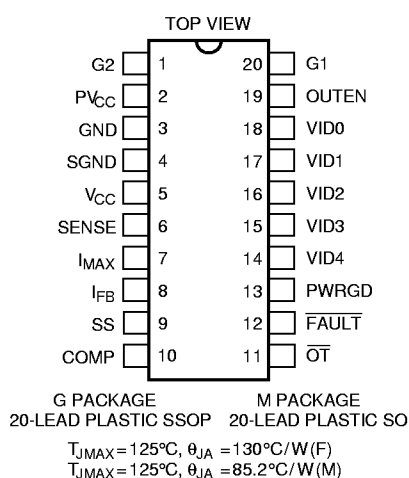 TOP VIEW
G2 1 20 G1
PVCC 2 19 OUTEN
GND 3 18 VID0
SGND 4 17 VID1
VCC 5 16 VID2
SENSE 6 15 VID3
IMAX 7 14 VID4
IFB 8 13 PWRGD
SS 9 12 FAULT
COMP 10 11 OT
G PACKAGE M PACKAGE
20-LEAD PLASTIC SSOP 20-LEAD PLASTIC SO
TJMAX = 125°C, θJA = 130°C/W (F)
TJMAX = 125°C, θJA = 85.2°C/W (M)